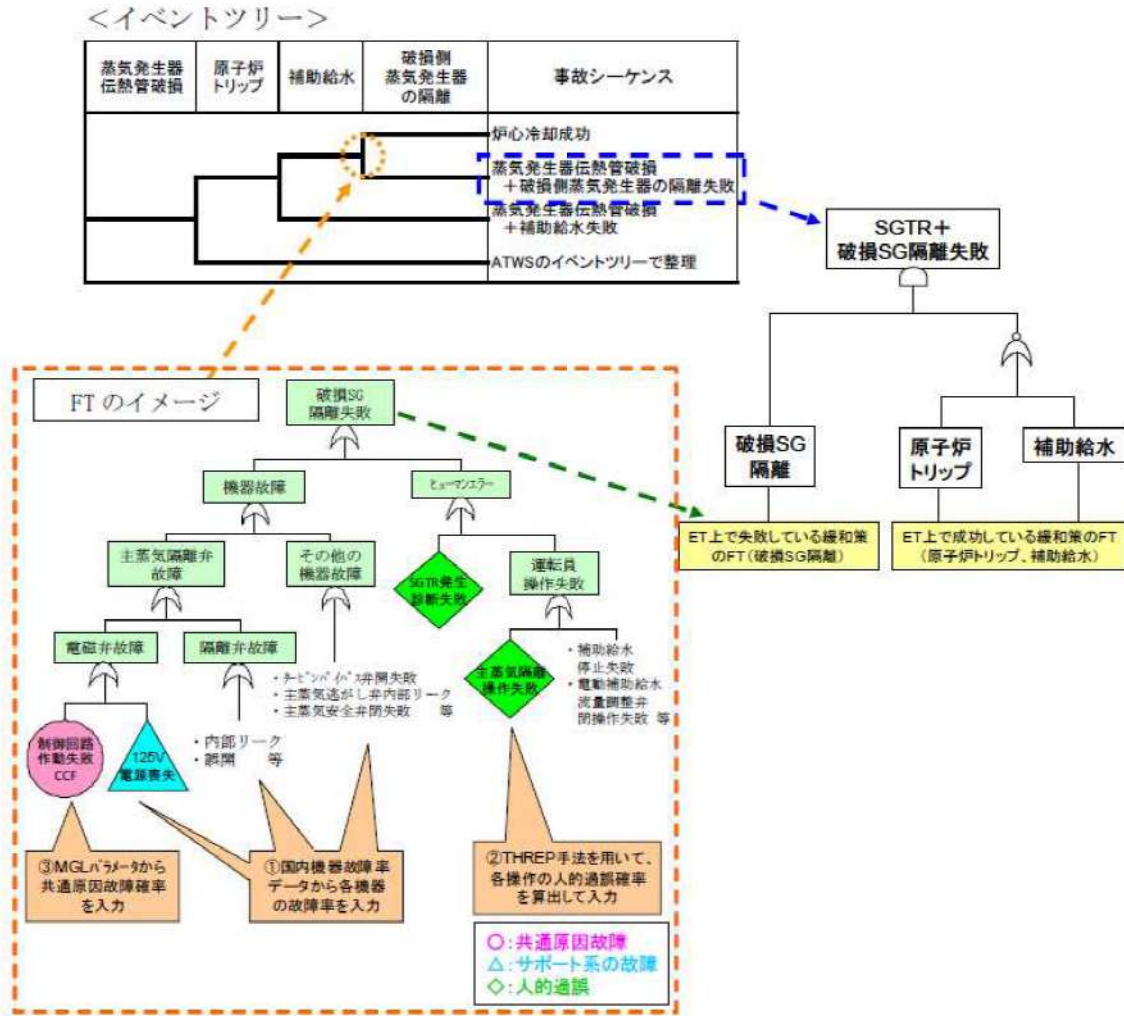 ＜イベントツリー＞
蒸気発生器
伝熱管破損
原子炉
トリップ
補助給水
破損側
蒸気発生器
の隔離
事故シーケンス
炉心冷却成功
蒸気発生器伝熱管破損
＋破損側蒸気発生器の隔離失敗
蒸気発生器伝熱管破損
＋補助給水失敗
ATWSのイベントツリーで整理
SGTR＋
破損SG隔離失敗
破損SG
隔離
原子炉
トリップ
補助給水
ET上で失敗している緩和策
のFT(破損SG隔離)
ET上で成功している緩和策のFT
(原子炉トリップ、補助給水)
FTのイメージ
破損SG
隔離失敗
機器故障
ヒューマンエラー
主蒸気隔離弁
故障
その他の
機器故障
SGTR発生
診断失敗
運転員
操作失敗
電磁弁故障
隔離弁故障
・タービンバイパス弁開失敗
・主蒸気逃がし弁内部リーク
・主蒸気安全弁閉失敗　等
主蒸気隔離
操作失敗
・補助給水
停止失敗
・電動補助給水
流量調整弁
閉操作失敗 等
制御回路
作動失敗
CCF
125V
電源喪失
・内部リーク
・誤開　等
③MGLパラメータから
共通原因故障確率
を入力
①国内機器故障率
データから各機器
の故障率を入力
②THREP手法を用いて、
各操作の人的過誤確率
を算出して入力
○:共通原因故障
△:サポート系の故障
◇:人的過誤